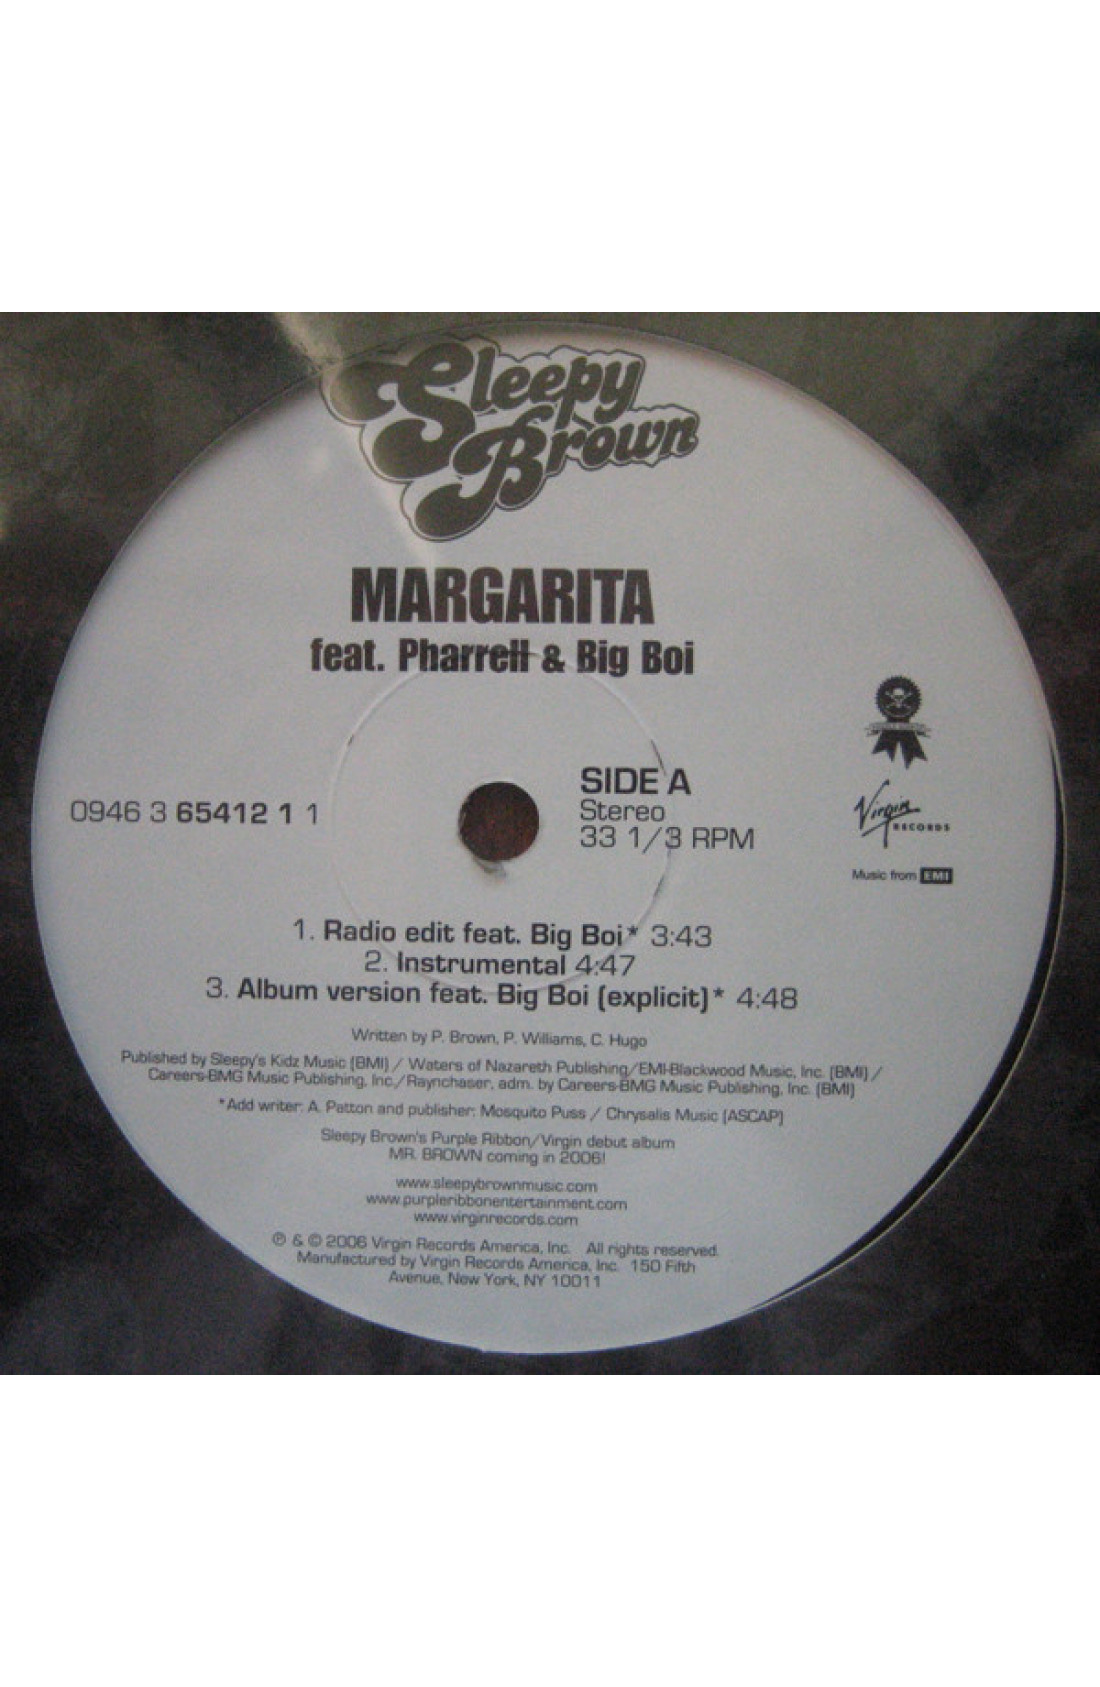 Sleepy
Brown
MARGARITA
feat. Pharrell & Big Boi
SIDE A
Stereo
33 1/3 RPM
0946 3 65412 1 1
Virgin
RECORDS
Music from EMI
1. Radio edit feat. Big Boi* 3:43
2. Instrumental 4:47
3. Album version feat. Big Boi (explicit)* 4:48
Written by P. Brown, P. Williams, C. Hugo
Published by Sleepy's Kidz Music (BMI) / Waters of Nazareth Publishing/EMI-Blackwood Music, Inc. (BMI) /
Careers-BMG Music Publishing, Inc./Raynchaser, adm. by Careers-BMG Music Publishing, Inc. (BMI)
*Add writer: A. Patton and publisher: Mosquito Puss / Chrysalis Music (ASCAP)
Sleepy Brown's Purple Ribbon/Virgin debut album
MR. BROWN coming in 2006!
www.sleepybrownmusic.com
www.purpleribbonentertainment.com
www.virginrecords.com
℗ & © 2006 Virgin Records America, Inc. All rights reserved.
Manufactured by Virgin Records America, Inc. 150 Fifth
Avenue, New York, NY 10011